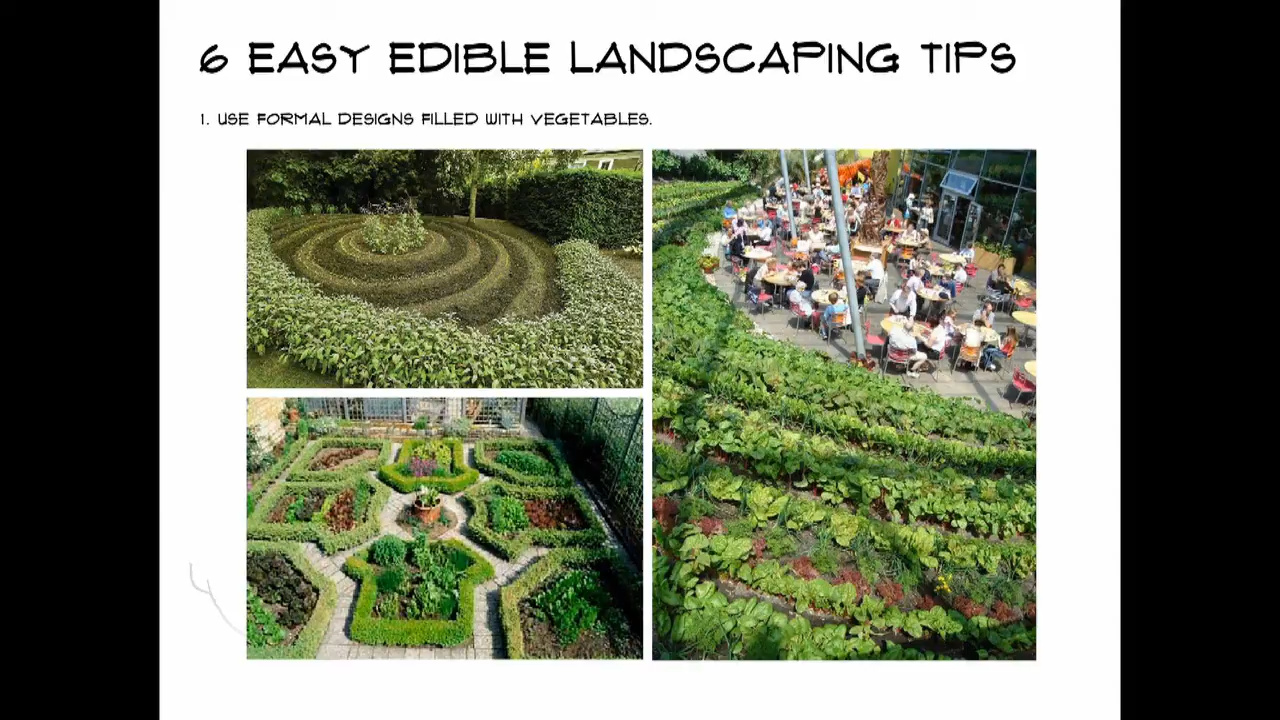 6 EASY EDIBLE LANDSCAPING TIPS
1. USE FORMAL DESIGNS FILLED WITH VEGETABLES.